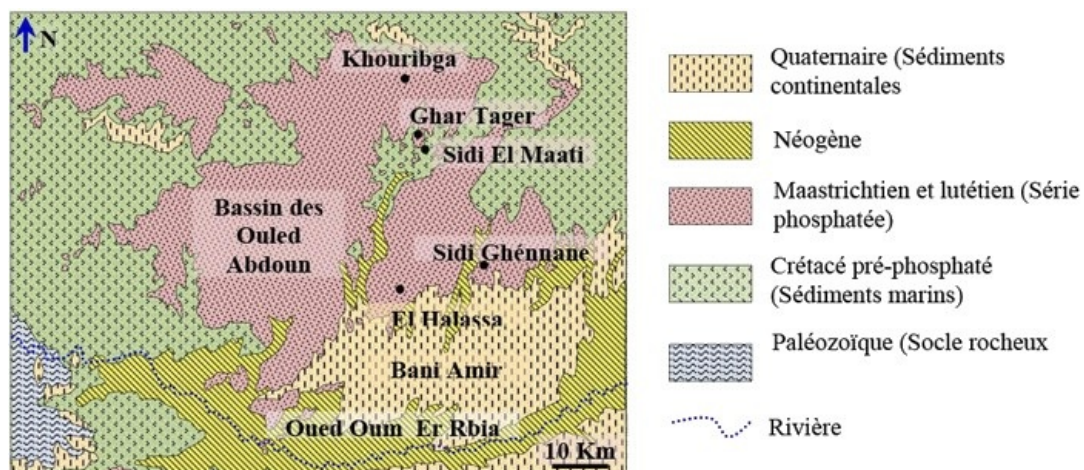 N
Khouribga
Ghar Tager
Sidi El Maati
Bassin des
Ouled
Abdoun
Sidi Ghénnane
El Halassa
Bani Amir
Oued Oum Er Rbia
10 Km
Quaternaire (Sédiments
continentales
Néogène
Maastrichtien et lutétien (Série
phosphatée)
Crétacé pré-phosphaté
(Sédiments marins)
Paléozoïque (Socle rocheux
Rivière